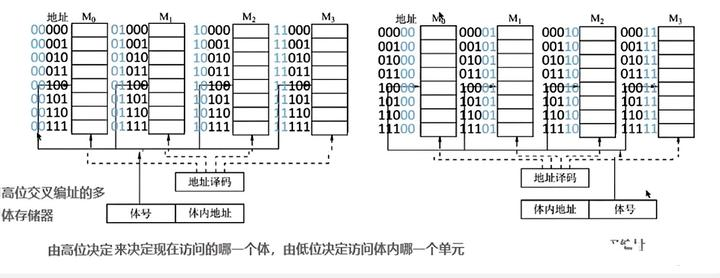 地址 M0 M1 M2 M3
00000 01000 10000 11000
00001 01001 10001 11001
00010 01010 10010 11010
00011 01011 10011 11011
00100 01100 10100 11100
00101 01101 10101 11101
00110 01110 10110 11110
00111 01111 10111 11111
地址译码
高位交叉编址的多
体存储器
体号 体内地址
地址 M0 M1 M2 M3
00000 00001 00010 00011
00100 00101 00110 00111
01000 01001 01010 01011
01100 01101 01110 01111
10000 10001 10010 10011
10100 10101 10110 10111
11000 11001 11010 11011
11100 11101 11110 11111
地址译码
体内地址 体号
由高位决定来决定现在访问的哪一个体，由低位决定访问体内哪一个单元